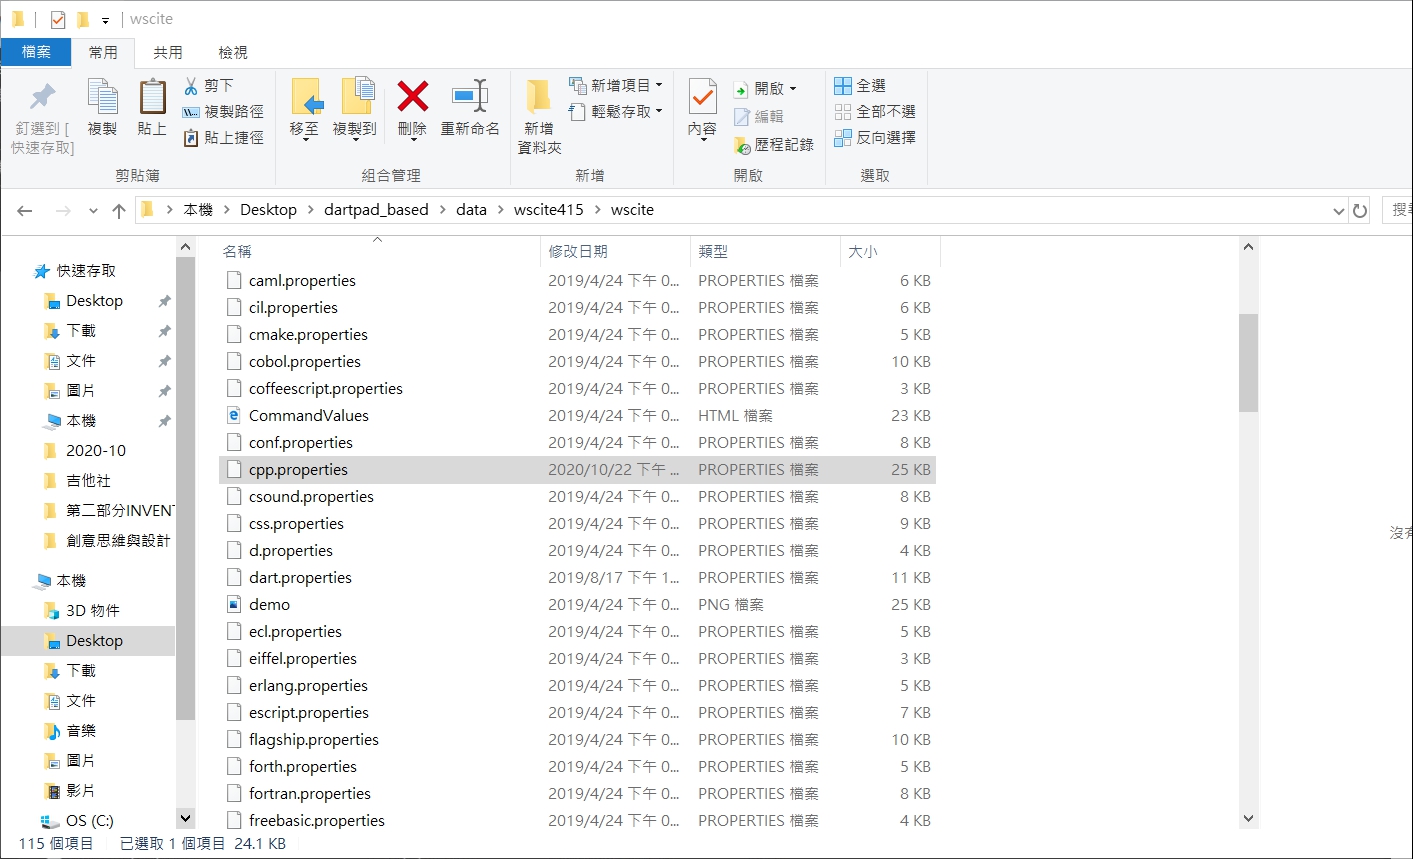 wscite
檔案 常用 共用 檢視
釘選到 [
快速存取]
複製
貼上
剪下
複製路徑
貼上捷徑
剪貼簿
移至
複製到
刪除
重新命名
組合管理
新增
資料夾
新增項目
輕鬆存取
新增
內容
開啟
編輯
歷程記錄
開啟
全選
全部不選
反向選擇
選取
本機 > Desktop > dartpad_based > data > wscite415 > wscite
快速存取
Desktop
下載
文件
圖片
本機
2020-10
吉他社
第二部分INVENT
創意思維與設計
本機
3D 物件
Desktop
下載
文件
音樂
圖片
影片
OS (C:)
名稱 修改日期 類型 大小
caml.properties 2019/4/24 下午 0... PROPERTIES 檔案 6 KB
cil.properties 2019/4/24 下午 0... PROPERTIES 檔案 6 KB
cmake.properties 2019/4/24 下午 0... PROPERTIES 檔案 5 KB
cobol.properties 2019/4/24 下午 0... PROPERTIES 檔案 10 KB
coffeescript.properties 2019/4/24 下午 0... PROPERTIES 檔案 3 KB
CommandValues 2019/4/24 下午 0... HTML 檔案 23 KB
conf.properties 2019/4/24 下午 0... PROPERTIES 檔案 8 KB
cpp.properties 2020/10/22 下午 ... PROPERTIES 檔案 25 KB
csound.properties 2019/4/24 下午 0... PROPERTIES 檔案 8 KB
css.properties 2019/4/24 下午 0... PROPERTIES 檔案 9 KB
d.properties 2019/4/24 下午 0... PROPERTIES 檔案 4 KB
dart.properties 2019/8/17 下午 1... PROPERTIES 檔案 11 KB
demo 2019/4/24 下午 0... PNG 檔案 25 KB
ecl.properties 2019/4/24 下午 0... PROPERTIES 檔案 5 KB
eiffel.properties 2019/4/24 下午 0... PROPERTIES 檔案 3 KB
erlang.properties 2019/4/24 下午 0... PROPERTIES 檔案 5 KB
escript.properties 2019/4/24 下午 0... PROPERTIES 檔案 7 KB
flagship.properties 2019/4/24 下午 0... PROPERTIES 檔案 10 KB
forth.properties 2019/4/24 下午 0... PROPERTIES 檔案 5 KB
fortran.properties 2019/4/24 下午 0... PROPERTIES 檔案 8 KB
freebasic.properties 2019/4/24 下午 0... PROPERTIES 檔案 4 KB
沒
115 個項目 已選取 1 個項目 24.1 KB